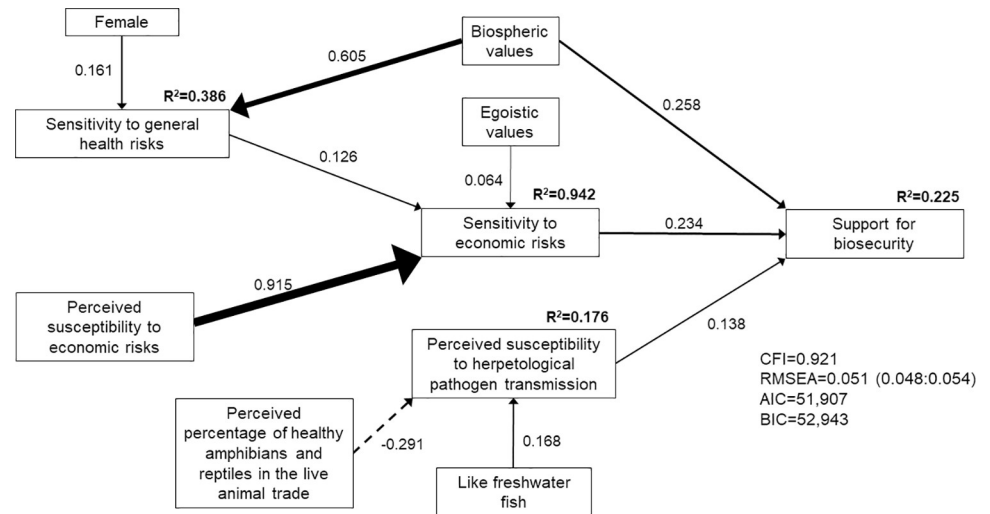 Female
Biospheric
values
0.161
0.605
R²=0.386
Sensitivity to general
health risks
Egoistic
values
0.258
0.126
0.064
R²=0.942
R²=0.225
Sensitivity to
economic risks
0.234
Support for
biosecurity
0.915
Perceived
susceptibility to
economic risks
R²=0.176
Perceived susceptibility
to herpetological
pathogen transmission
0.138
CFI=0.921
RMSEA=0.051 (0.048:0.054)
AIC=51,907
BIC=52,943
Perceived
percentage of healthy
amphibians and
reptiles in the live
animal trade
-0.291
0.168
Like freshwater
fish